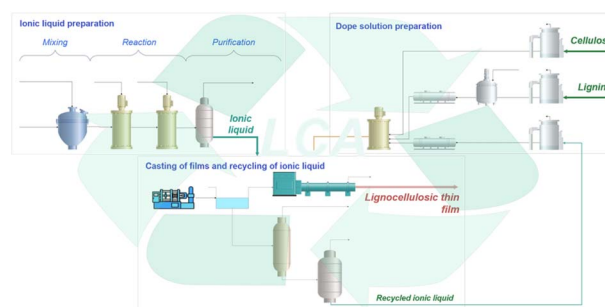 Ionic liquid preparation
Mixing
Reaction
Purification
Ionic
liquid
Dope solution preparation
Cellulos
Lignin
LCA
Casting of films and recycling of ionic liquid
Lignocellulosic thin
film
Recycled ionic liquid